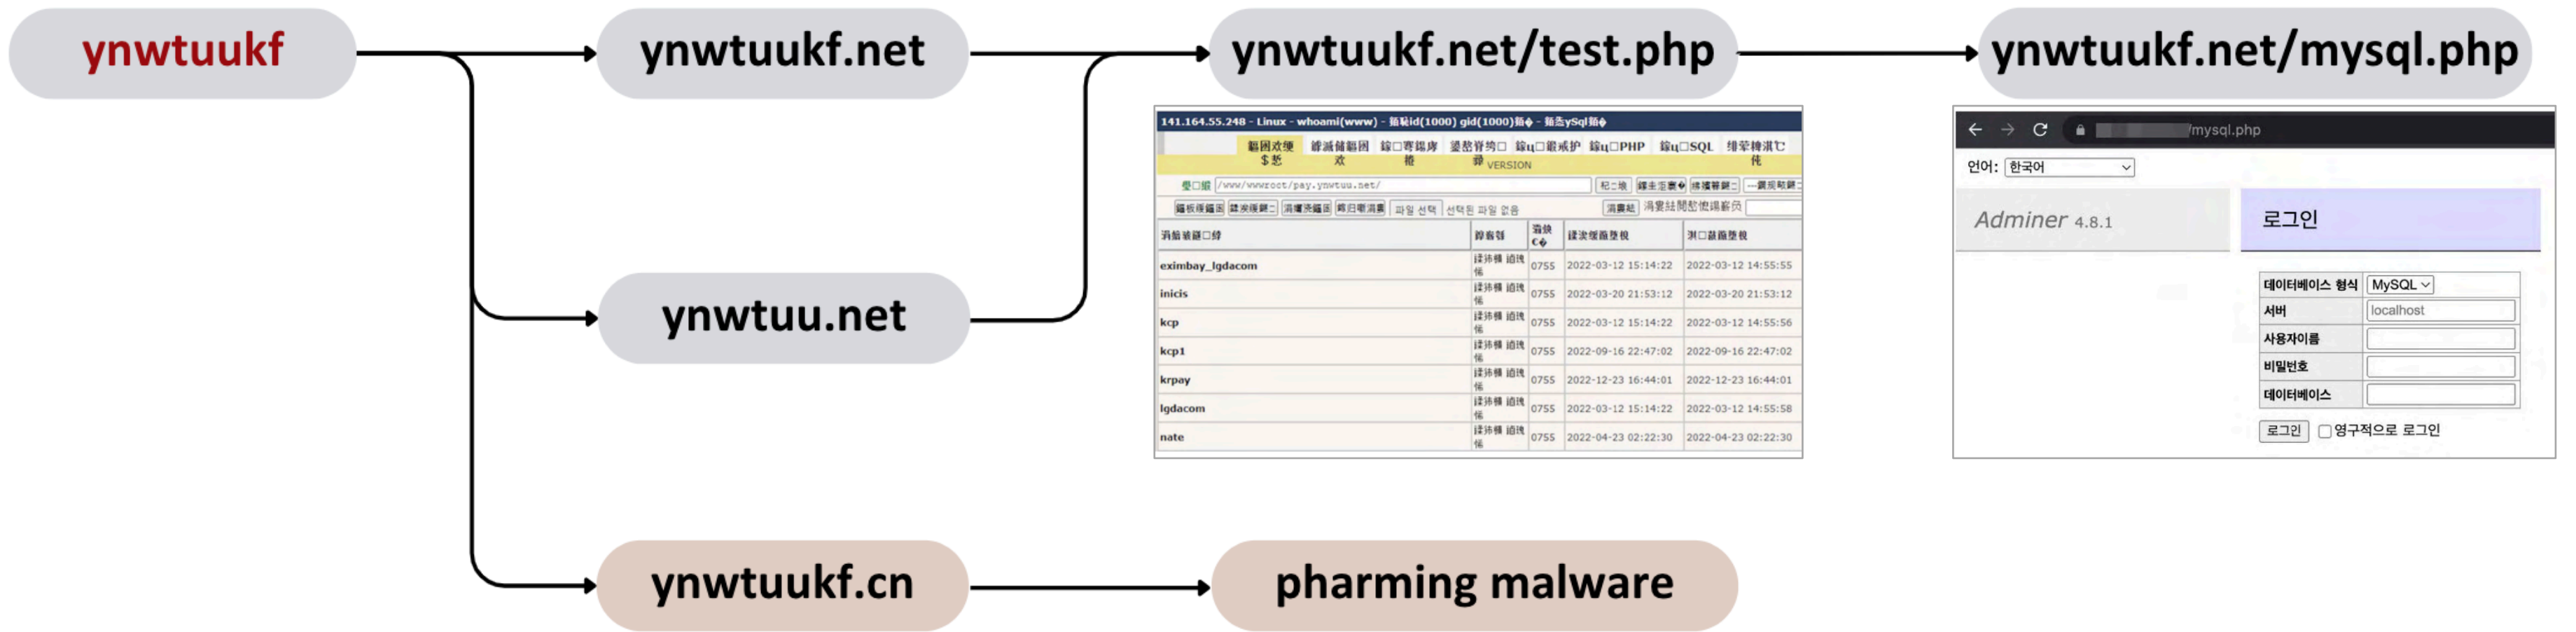 ynwtuukf
ynwtuukf.net
ynwtuukf.net/test.php
ynwtuukf.net/mysql.php
141.164.55.248 - Linux - whoami(www) - id(1000) gid(1000)
PHP SQL
VERSION
/www/wwwroot/pay.ynwtuu.net/
파일 선택 선택된 파일 없음
eximbay_lgdacom 0755 2022-03-12 15:14:22 2022-03-12 14:55:55
inicis 0755 2022-03-20 21:53:12 2022-03-20 21:53:12
kcp 0755 2022-03-12 15:14:22 2022-03-12 14:55:56
kcp1 0755 2022-09-16 22:47:02 2022-09-16 22:47:02
krpay 0755 2022-12-23 16:44:01 2022-12-23 16:44:01
lgdacom 0755 2022-03-12 15:14:22 2022-03-12 14:55:58
nate 0755 2022-04-23 02:22:30 2022-04-23 02:22:30
/mysql.php
언어: 한국어
Adminer 4.8.1
로그인
데이터베이스 형식 MySQL
서버 localhost
사용자이름
비밀번호
데이터베이스
로그인 영구적으로 로그인
ynwtuu.net
ynwtuukf.cn
pharming malware